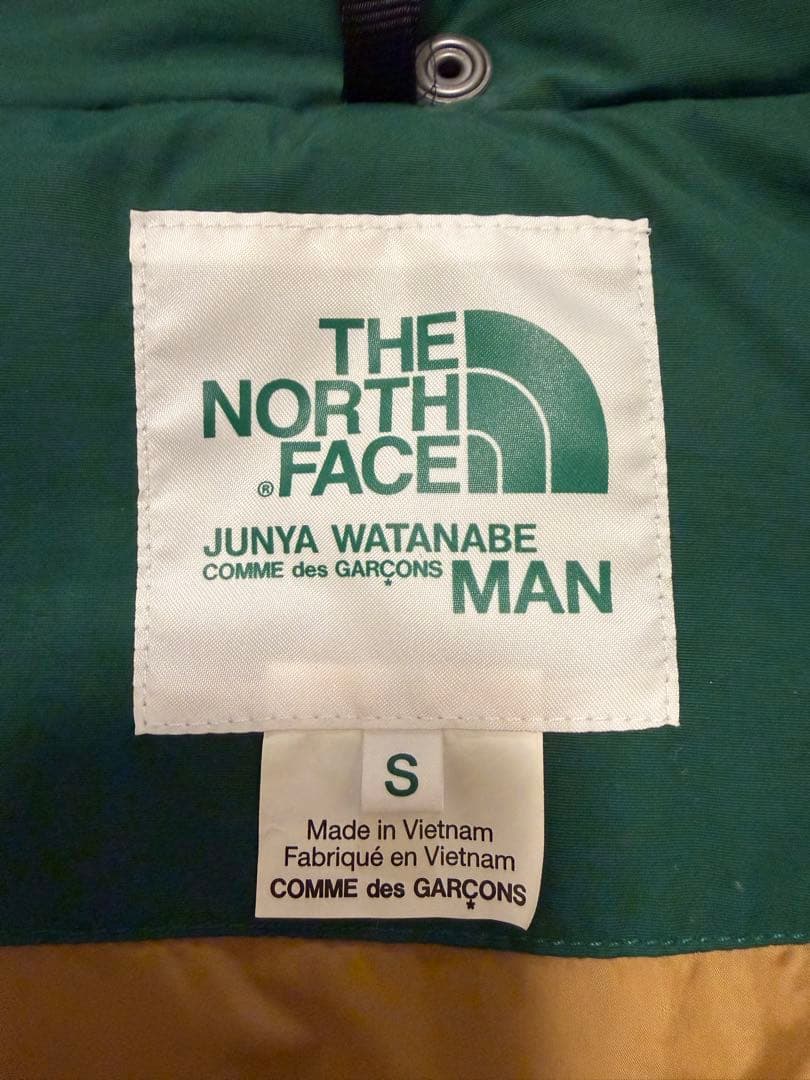 THE
NORTH
®FACE
JUNYA WATANABE
COMME des GARÇONS MAN
S
Made in Vietnam
Fabriqué en Vietnam
COMME des GARÇONS